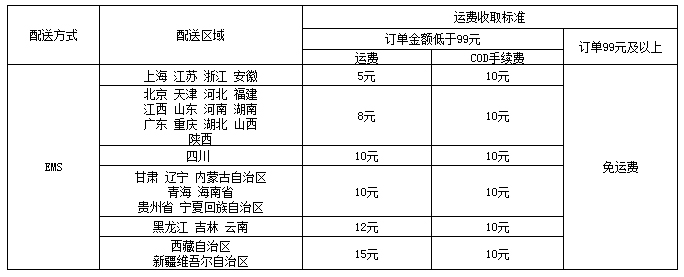 配送方式
配送区域
运费收取标准
订单金额低于99元
订单99元及以上
运费
COD手续费
EMS
上海 江苏 浙江 安徽
5元
10元
免运费
北京 天津 河北 福建
江西 山东 河南 湖南
广东 重庆 湖北 山西
陕西
8元
10元
四川
10元
10元
甘肃 辽宁 内蒙古自治区
青海 海南省
贵州省 宁夏回族自治区
10元
10元
黑龙江 吉林 云南
12元
10元
西藏自治区
新疆维吾尔自治区
15元
10元